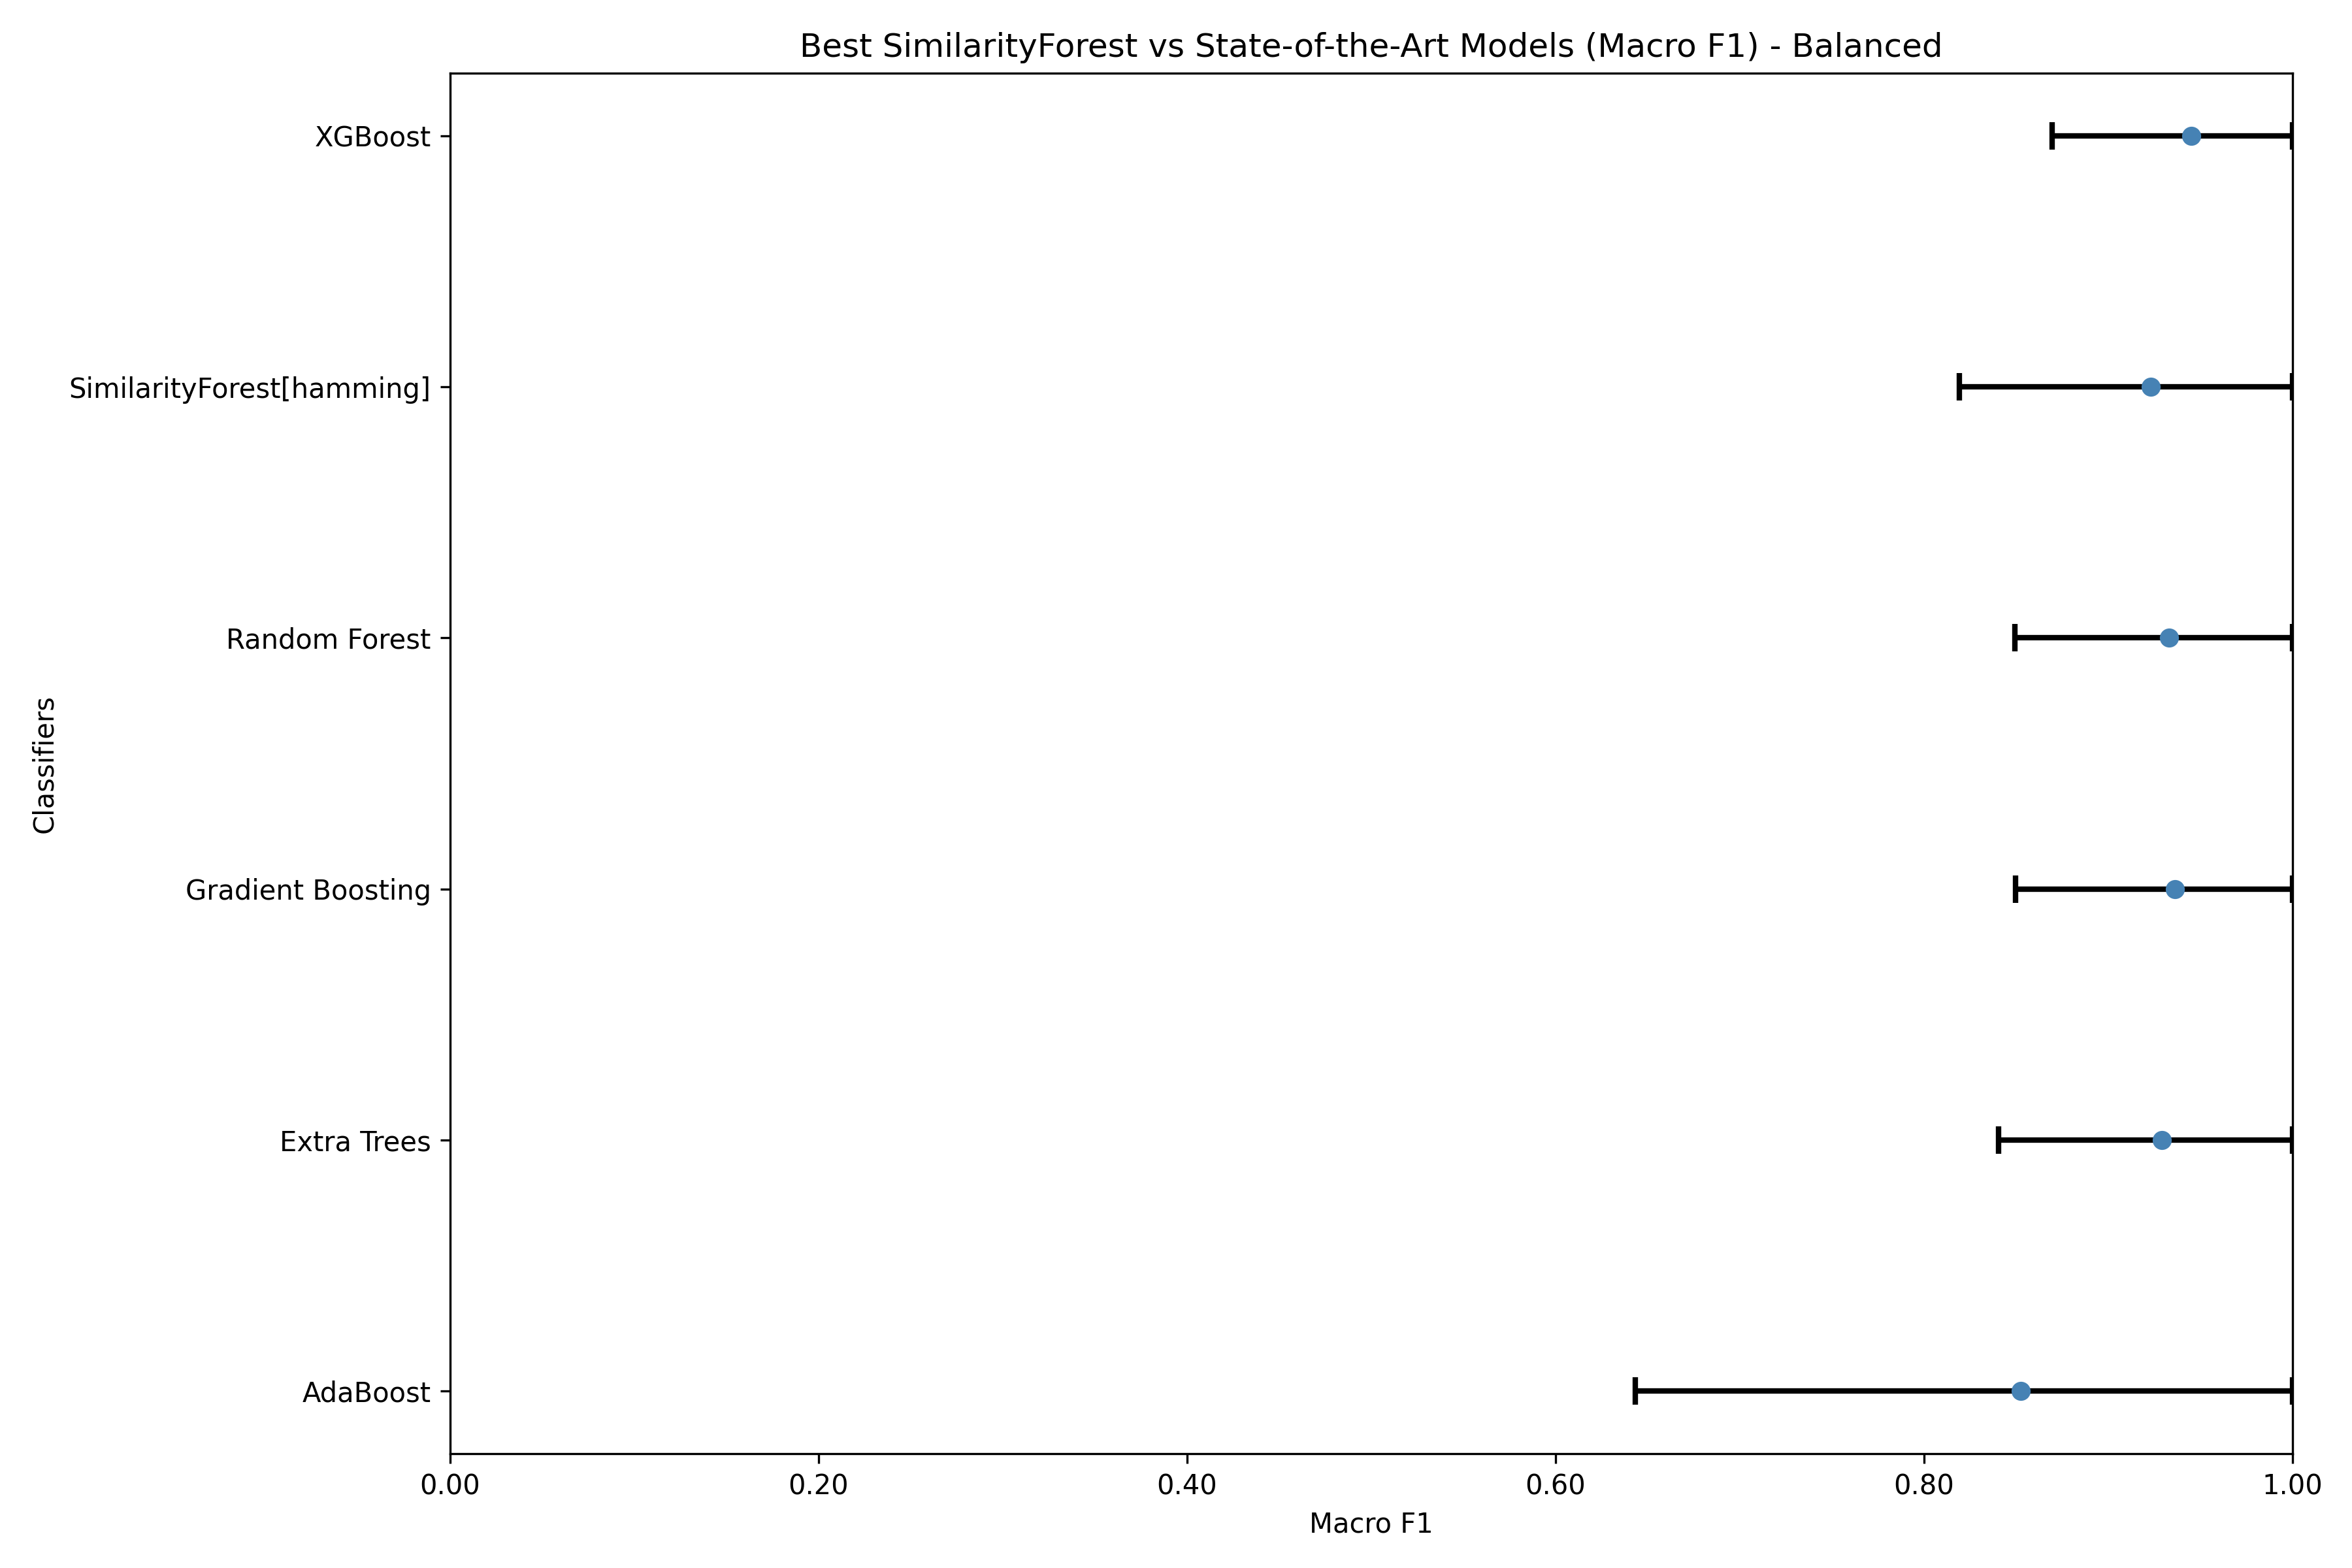 Best SimilarityForest vs State-of-the-Art Models (Macro F1) - Balanced
XGBoost
SimilarityForest[hamming]
Random Forest
Gradient Boosting
Extra Trees
AdaBoost
Classifiers
0.00 0.20 0.40 0.60 0.80 1.00
Macro F1